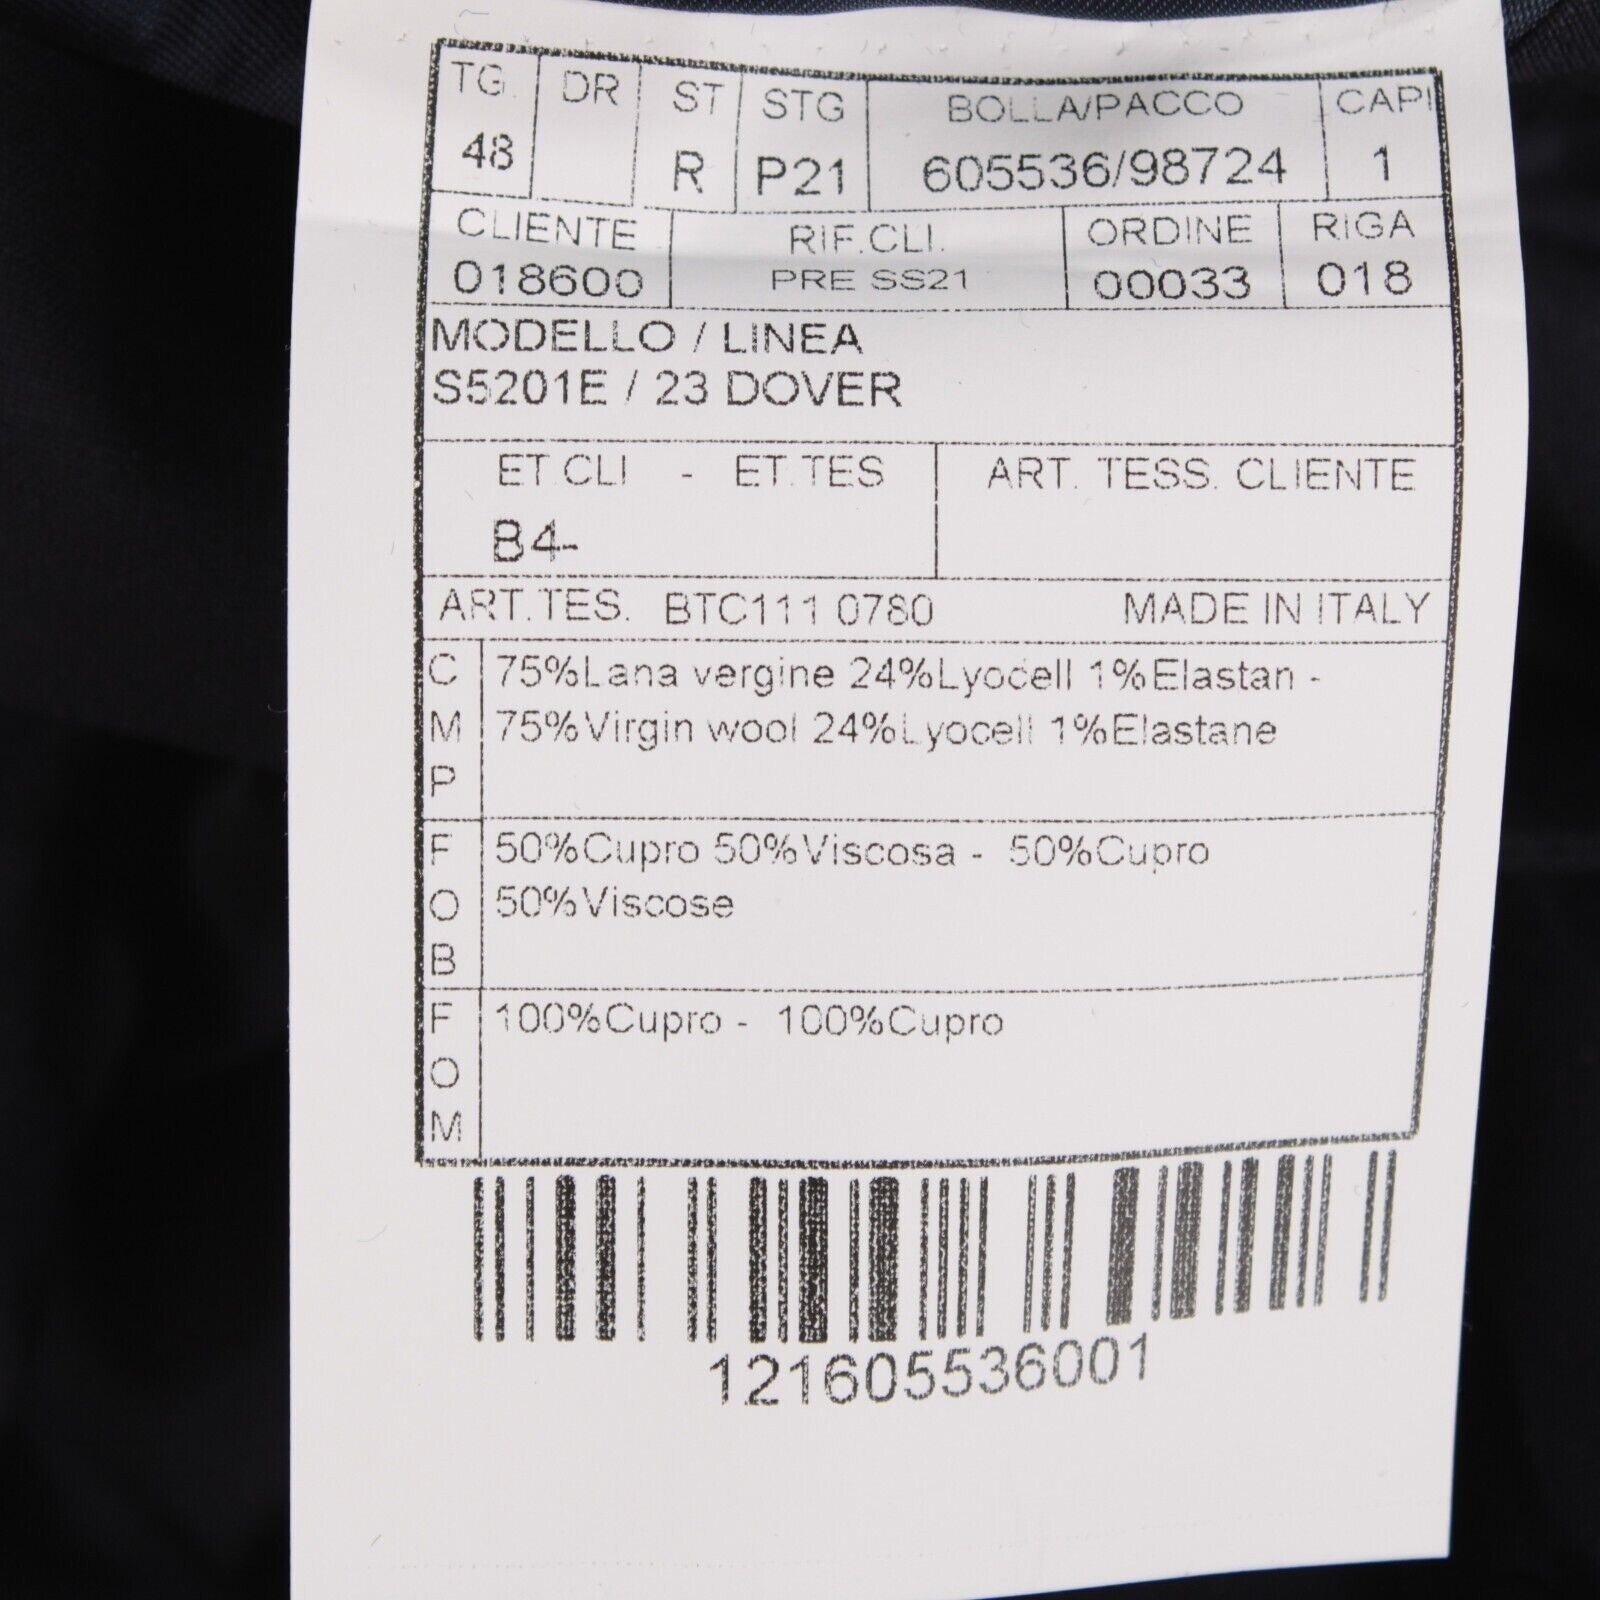 TG. DR ST STG BOLLA/PACCO CAPI
48 R P21 605536/98724 1
CLIENTE RIF.CLI. ORDINE RIGA
018600 PRE SS21 00033 018
MODELLO / LINEA
S5201E / 23 DOVER
ET.CLI - ET.TES ART. TESS. CLIENTE
B4-
ART.TES. BTC111 0780 MADE IN ITALY
C M P
75%Lana vergine 24%Lyocell 1%Elastan -
75%Virgin wool 24%Lyocell 1%Elastane
F O B
50%Cupro 50%Viscosa - 50%Cupro
50%Viscose
F O M
100%Cupro - 100%Cupro
121605536001